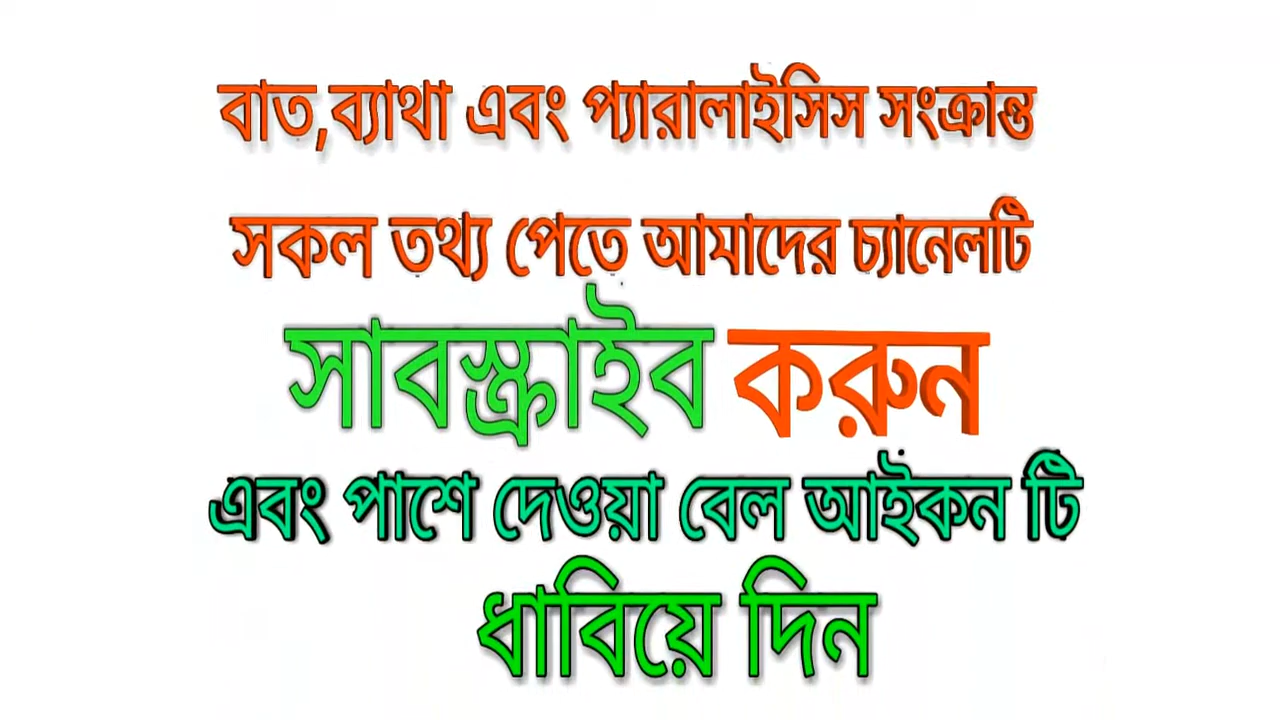 বাত,ব্যাথা এবং প্যারালাইসিস সংক্রান্ত
সকল তথ্য পেতে আমাদের চ্যানেলটি
সাবস্ক্রাইব করুন
এবং পাশে দেওয়া বেল আইকন টি
ধাবিয়ে দিন